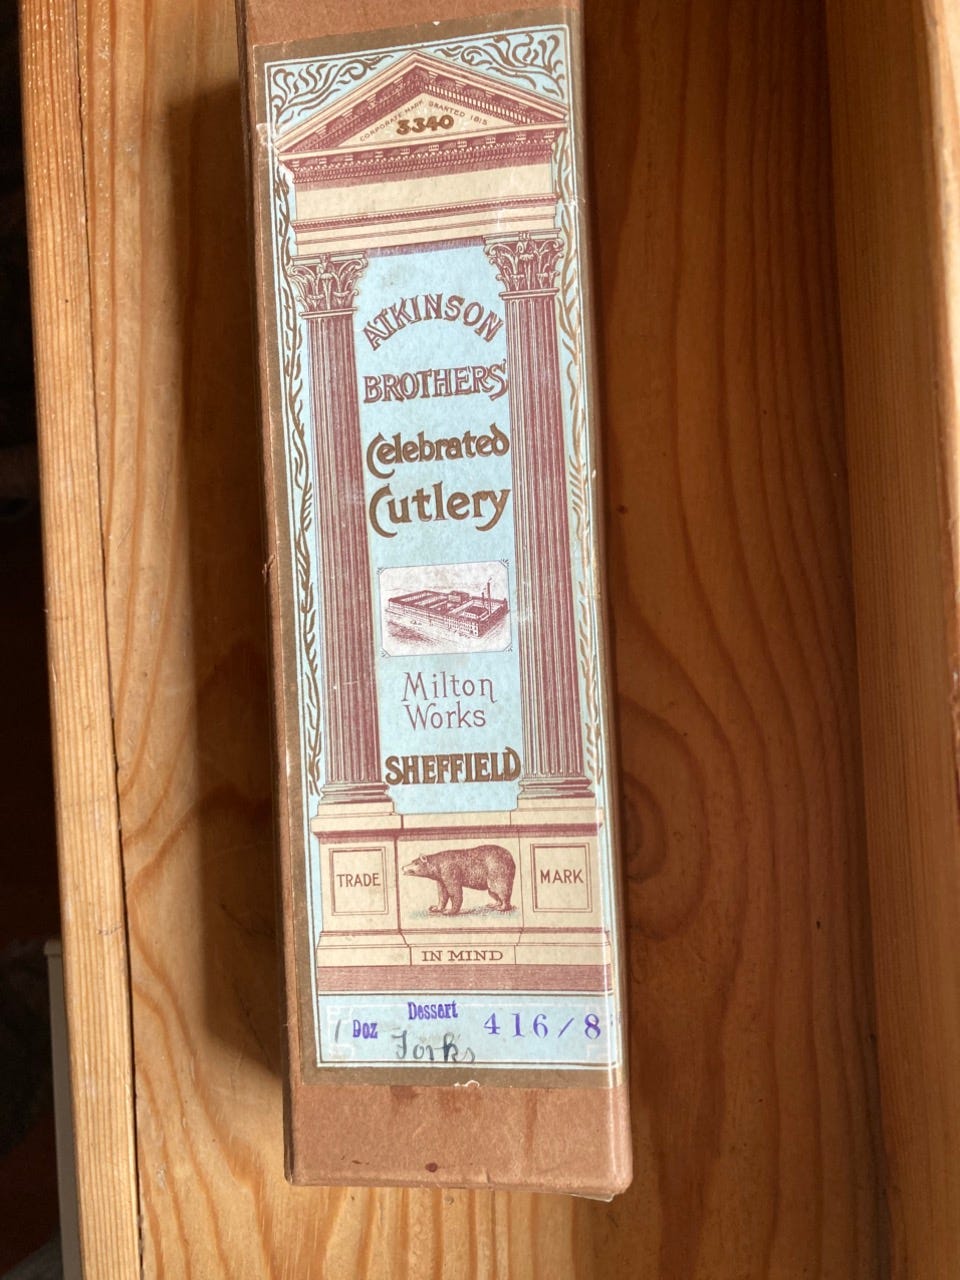 CORPORATE MARK GRANTED 1815
3340
ATKINSON
BROTHERS'
Celebrated
Cutlery
Milton
Works
SHEFFIELD
TRADE MARK
IN MIND
1 Doz Dessert Forks 416/8